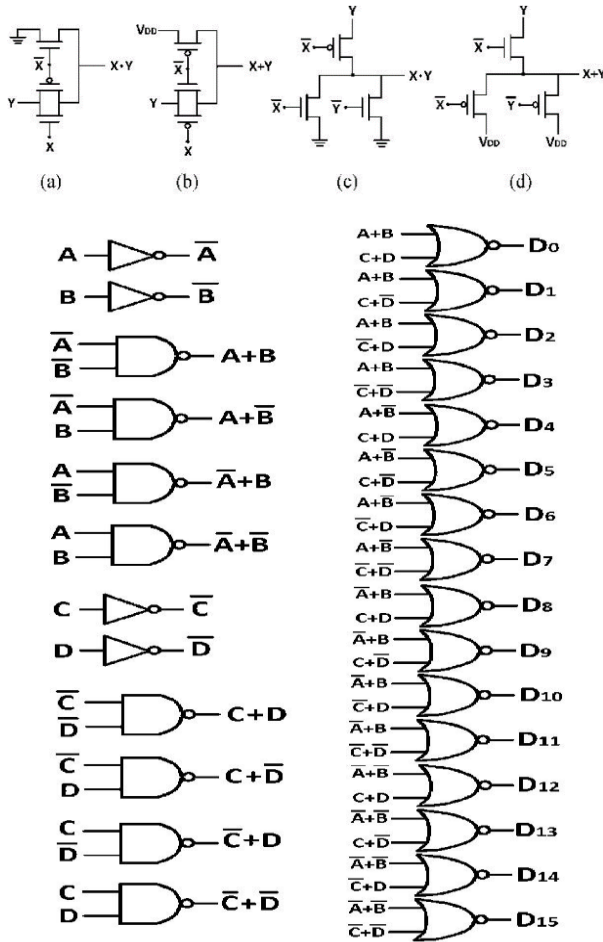 X̅
X·Y
Y
X
(a)
VDD
X̅
X+Y
Y
X
(b)
Y
X̅
X·Y
X̅ Y̅
(c)
Y
X̅
X+Y
X̅ Y̅
VDD VDD
(d)
A A̅
B B̅
A̅
B̅
A+B
A̅
B
A+B̅
A
B̅
A̅+B
A
B
A̅+B̅
C C̅
D D̅
C̅
D̅
C+D
C̅
D
C+D̅
C
D̅
C̅+D
C
D
C̅+D̅
A+B
C+D
D0
A+B
C+D̅
D1
A+B
C̅+D
D2
A+B
C̅+D̅
D3
A+B̅
C+D
D4
A+B̅
C+D̅
D5
A+B̅
C̅+D
D6
A+B̅
C̅+D̅
D7
A̅+B
C+D
D8
A̅+B
C+D̅
D9
A̅+B
C̅+D
D10
A̅+B
C̅+D̅
D11
A̅+B̅
C+D
D12
A̅+B̅
C+D̅
D13
A̅+B̅
C̅+D
D14
A̅+B̅
C̅+D̅
D15